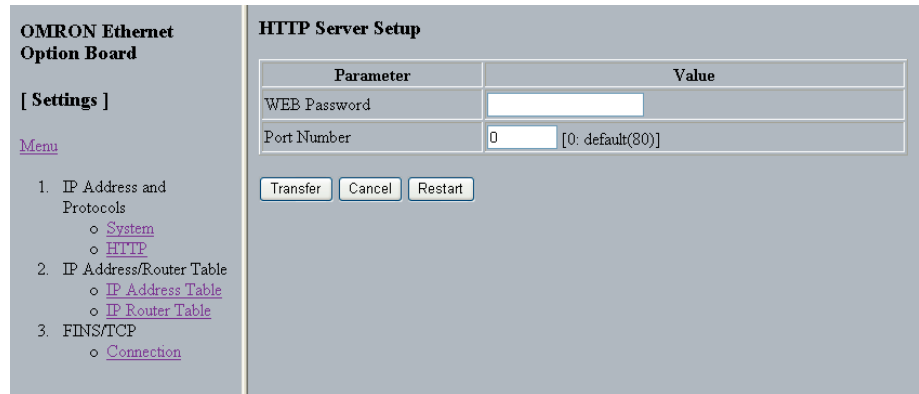 OMRON Ethernet
Option Board
[ Settings ]
Menu
1. IP Address and
Protocols
o System
o HTTP
2. IP Address/Router Table
o IP Address Table
o IP Router Table
3. FINS/TCP
o Connection
HTTP Server Setup
Parameter Value
WEB Password
Port Number 0 [0: default(80)]
Transfer Cancel Restart